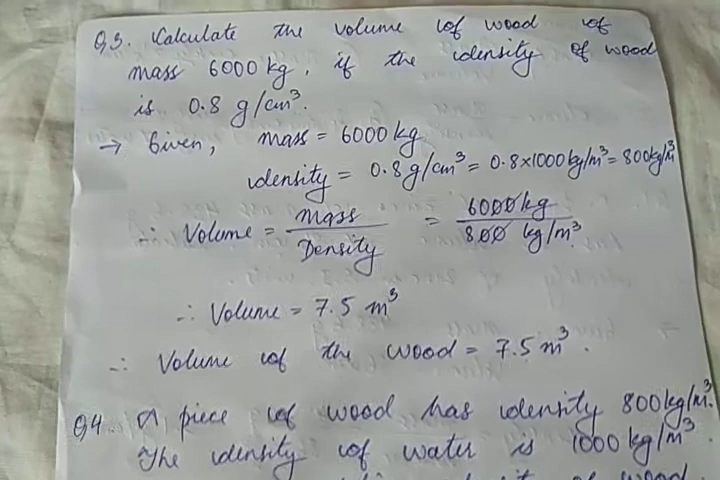 Q3. Calculate the volume of wood of
mass 6000 kg, if the density of wood
is 0.8 g/cm³.
→ Given, mass = 6000 kg
density = 0.8 g/cm³ = 0.8×1000 kg/m³ = 800kg/m³
∴ Volume = Mass / Density = 6000 kg / 800 kg/m³
∴ Volume = 7.5 m³
∴ Volume of the wood = 7.5 m³.
Q4. A piece of wood has density 800 kg/m³.
The density of water is 1000 kg/m³.
of wood